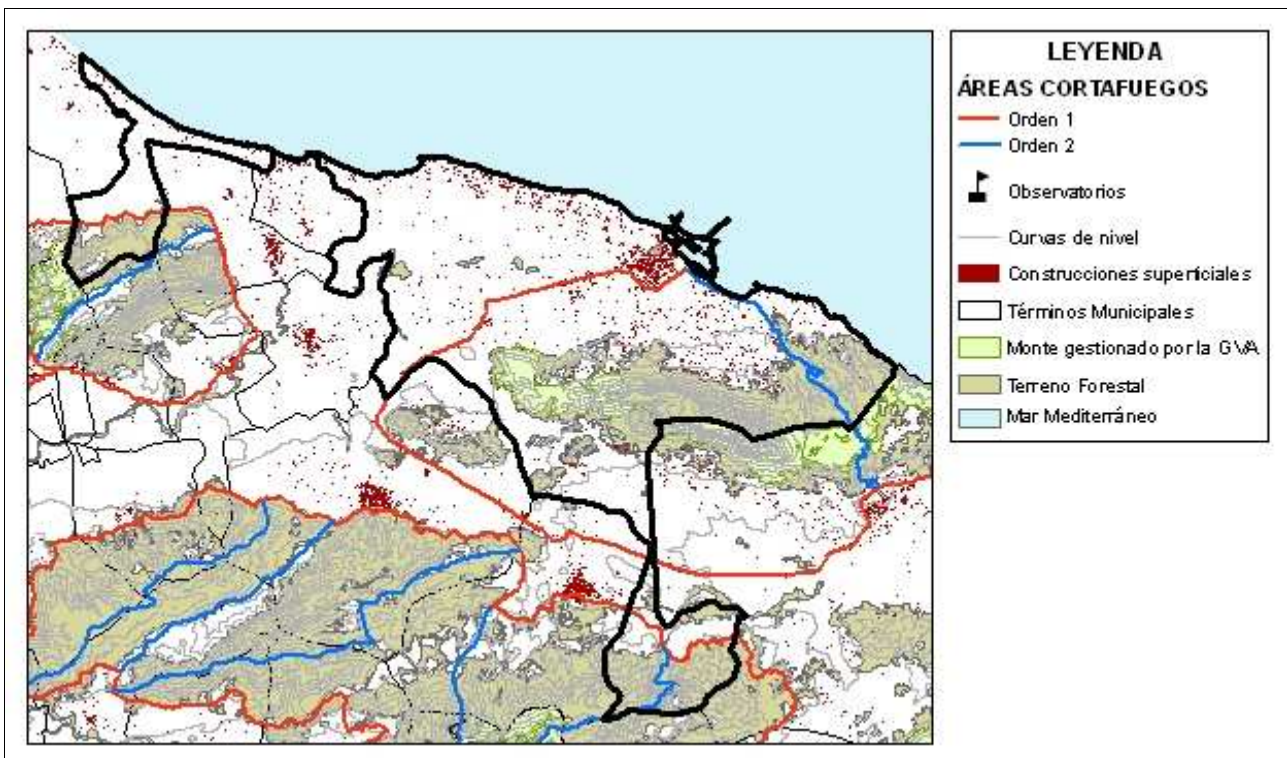 LEYENDA
ÁREAS CORTAFUEGOS
Orden 1
Orden 2
Observatorios
Curvas de nivel
Construcciones superficiales
Términos Municipales
Monte gestionado por la GVA
Terreno Forestal
Mar Mediterráneo